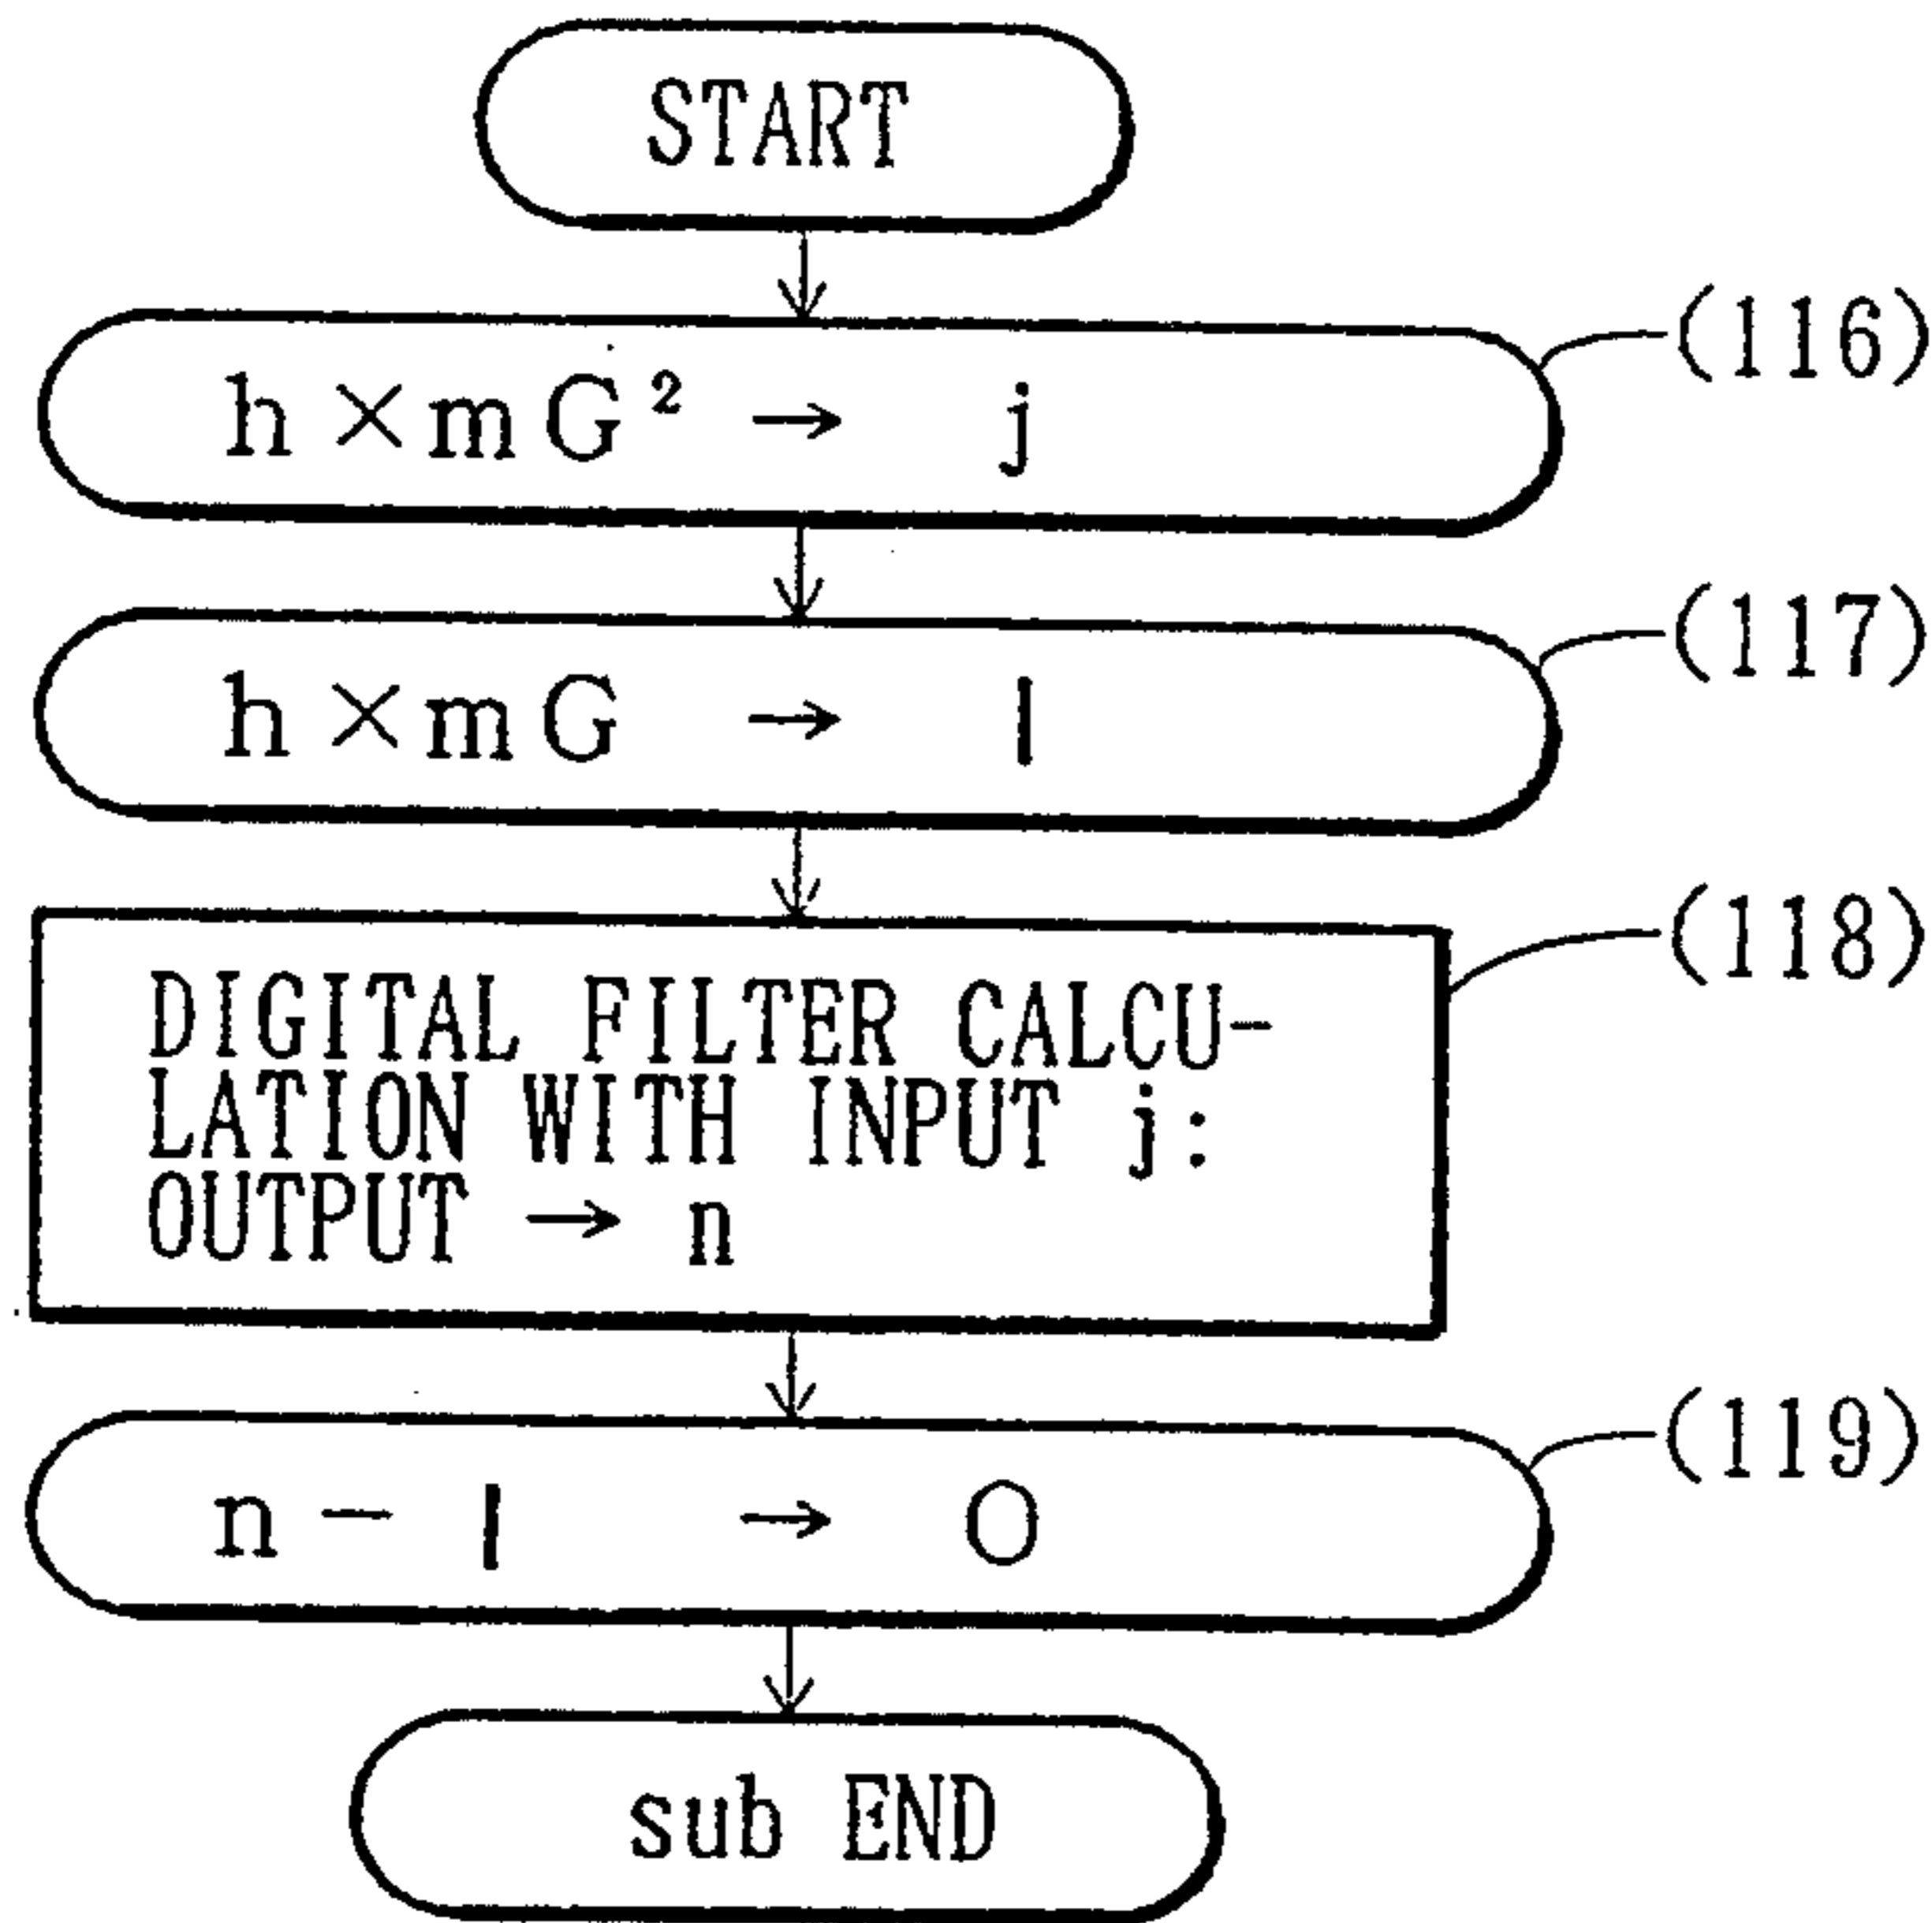 START
h×mG² → j
(116)
h×mG → l
(117)
DIGITAL FILTER CALCU-
LATION WITH INPUT j:
OUTPUT → n
(118)
n − l → O
(119)
sub END